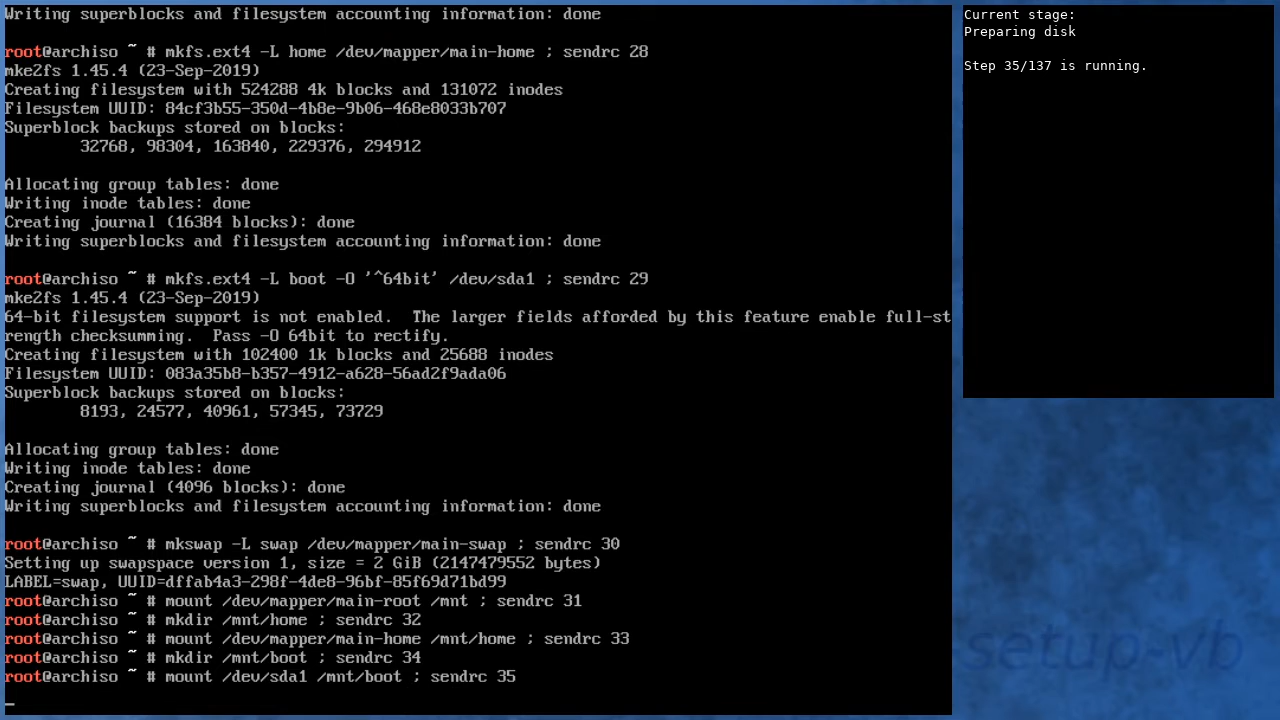 Writing superblocks and filesystem accounting information: done
root@archiso ~ # mkfs.ext4 -L home /dev/mapper/main-home ; sendrc 28
mke2fs 1.45.4 (23-Sep-2019)
Creating filesystem with 524288 4k blocks and 131072 inodes
Filesystem UUID: 84cf3b55-350d-4b8e-9b06-468e8033b707
Superblock backups stored on blocks:
32768, 98304, 163840, 229376, 294912
Allocating group tables: done
Writing inode tables: done
Creating journal (16384 blocks): done
Writing superblocks and filesystem accounting information: done
root@archiso ~ # mkfs.ext4 -L boot -O '^64bit' /dev/sda1 ; sendrc 29
mke2fs 1.45.4 (23-Sep-2019)
64-bit filesystem support is not enabled.  The larger fields afforded by this feature enable full-st
rength checksumming.  Pass -O 64bit to rectify.
Creating filesystem with 102400 1k blocks and 25688 inodes
Filesystem UUID: 083a35b8-b357-4912-a628-56ad2f9ada06
Superblock backups stored on blocks:
8193, 24577, 40961, 57345, 73729
Allocating group tables: done
Writing inode tables: done
Creating journal (4096 blocks): done
Writing superblocks and filesystem accounting information: done
root@archiso ~ # mkswap -L swap /dev/mapper/main-swap ; sendrc 30
Setting up swapspace version 1, size = 2 GiB (2147479552 bytes)
LABEL=swap, UUID=dffab4a3-298f-4de8-96bf-85f69d71bd99
root@archiso ~ # mount /dev/mapper/main-root /mnt ; sendrc 31
root@archiso ~ # mkdir /mnt/home ; sendrc 32
root@archiso ~ # mount /dev/mapper/main-home /mnt/home ; sendrc 33
root@archiso ~ # mkdir /mnt/boot ; sendrc 34
root@archiso ~ # mount /dev/sda1 /mnt/boot ; sendrc 35
Current stage:
Preparing disk
Step 35/137 is running.
setup-vb